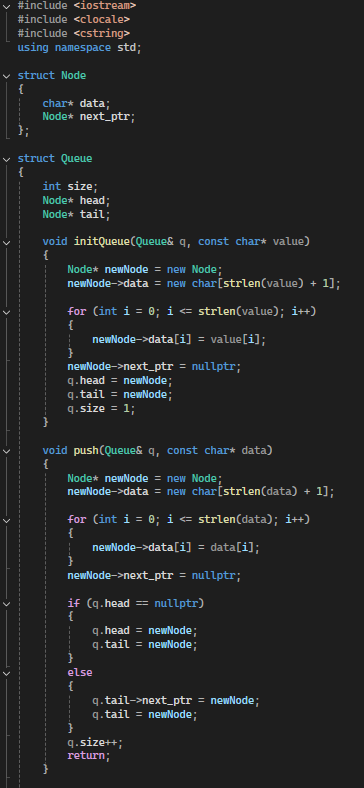 #include <iostream>
#include <clocale>
#include <cstring>
using namespace std;

struct Node
{
    char* data;
    Node* next_ptr;
};

struct Queue
{
    int size;
    Node* head;
    Node* tail;

    void initQueue(Queue& q, const char* value)
    {
        Node* newNode = new Node;
        newNode->data = new char[strlen(value) + 1];

        for (int i = 0; i <= strlen(value); i++)
        {
            newNode->data[i] = value[i];
        }
        newNode->next_ptr = nullptr;
        q.head = newNode;
        q.tail = newNode;
        q.size = 1;
    }

    void push(Queue& q, const char* data)
    {
        Node* newNode = new Node;
        newNode->data = new char[strlen(data) + 1];

        for (int i = 0; i <= strlen(data); i++)
        {
            newNode->data[i] = data[i];
        }
        newNode->next_ptr = nullptr;

        if (q.head == nullptr)
        {
            q.head = newNode;
            q.tail = newNode;
        }
        else
        {
            q.tail->next_ptr = newNode;
            q.tail = newNode;
        }
        q.size++;
        return;
    }